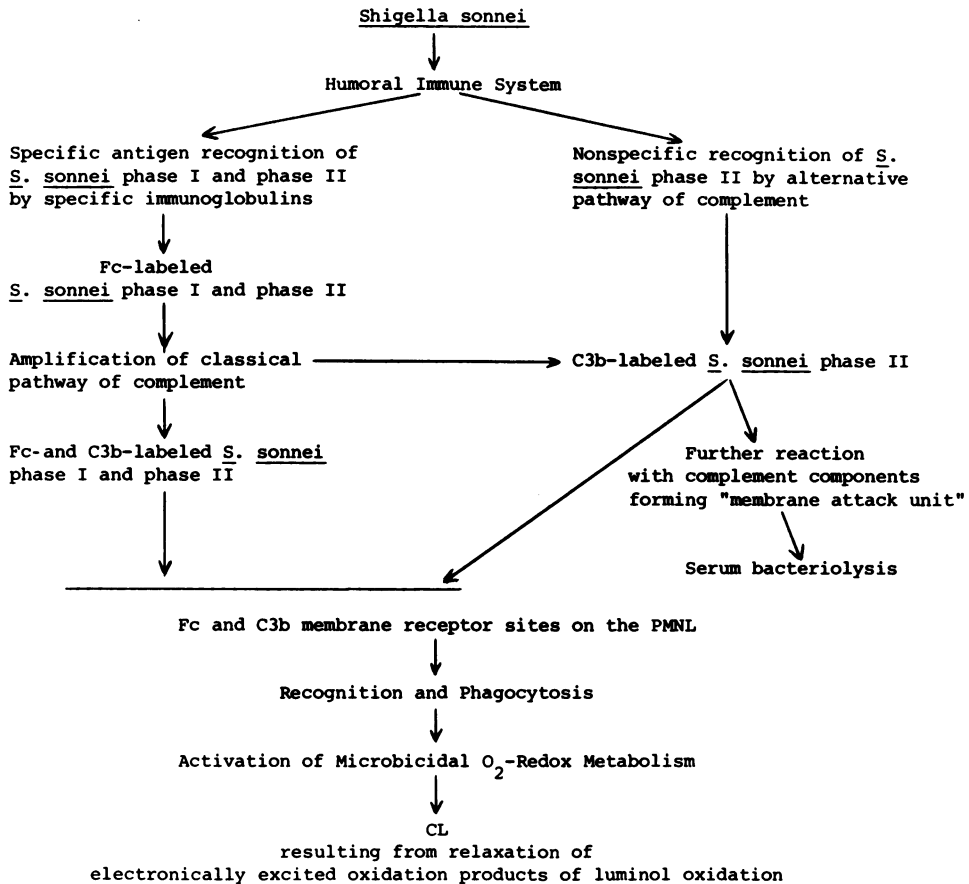 Shigella sonnei
Humoral Immune System
Specific antigen recognition of
S. sonnei phase I and phase II
by specific immunoglobulins
Nonspecific recognition of S.
sonnei phase II by alternative
pathway of complement
Fc-labeled
S. sonnei phase I and phase II
Amplification of classical
pathway of complement
C3b-labeled S. sonnei phase II
Fc-and C3b-labeled S. sonnei
phase I and phase II
Further reaction
with complement components
forming "membrane attack unit"
Serum bacteriolysis
Fc and C3b membrane receptor sites on the PMNL
Recognition and Phagocytosis
Activation of Microbicidal O2-Redox Metabolism
CL
resulting from relaxation of
electronically excited oxidation products of luminol oxidation